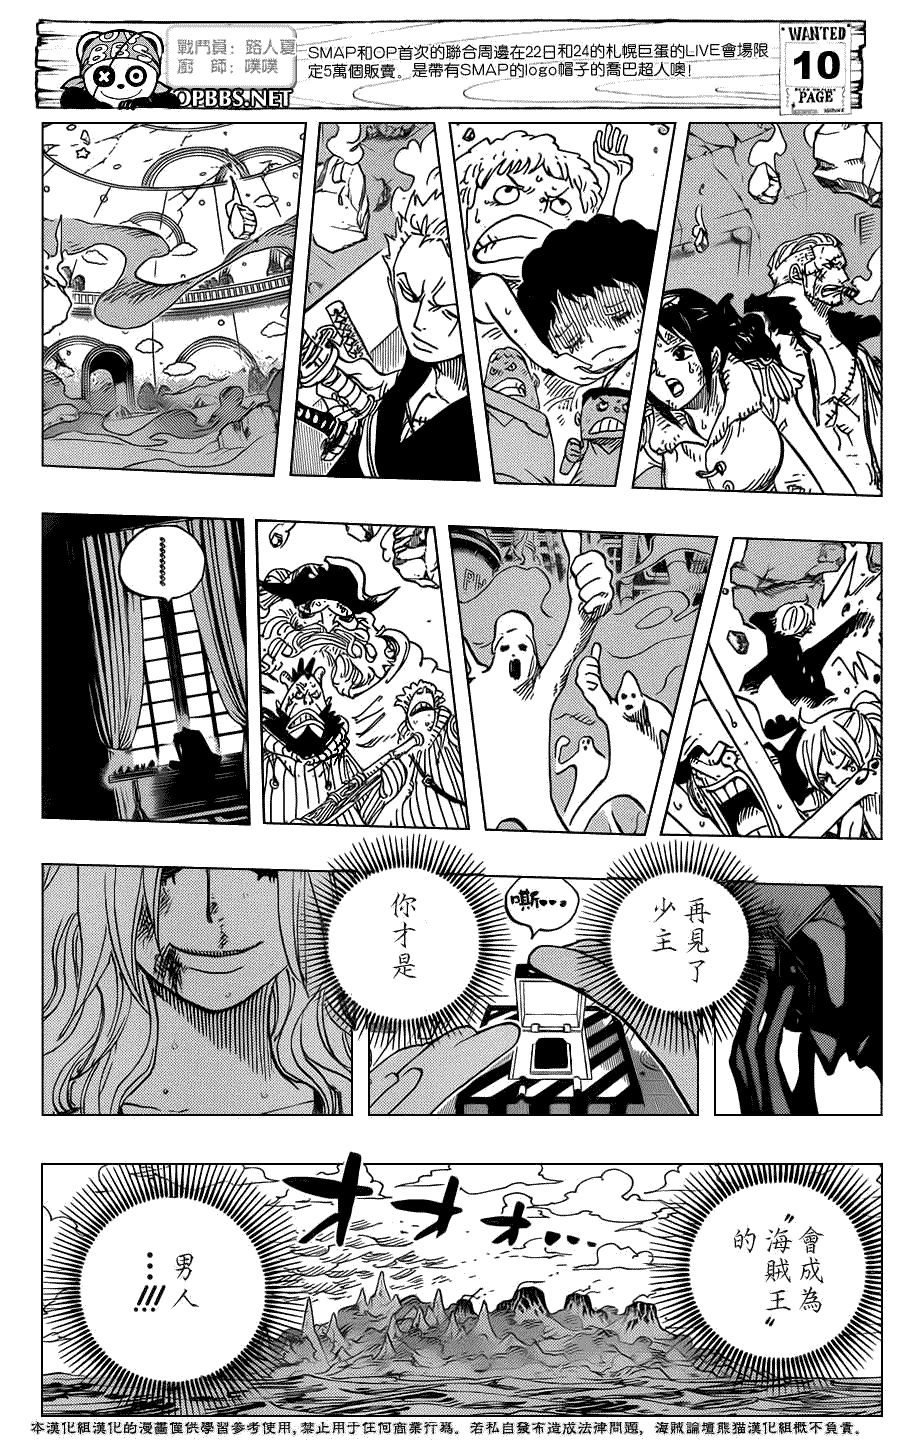 戰鬥員: 路人夏
廚 師: 噗噗
OPBBS.NET
SMAP和OP首次的聯合周邊在22日和24的札幌巨蛋的LIVE會場限
定5萬個販賣。是帶有SMAP的logo帽子的喬巴超人噢!
WANTED
10
PAGE
PH
再見了
少主
嘶...
你才是
會成為
"海賊王"
的
男人
...!!!
オオォ...
本漢化組漢化的漫畫僅供學習參考使用,禁止用于任何商業行爲。若私自發布造成法律問題, 海賊論壇熊猫漢化組概不負責。